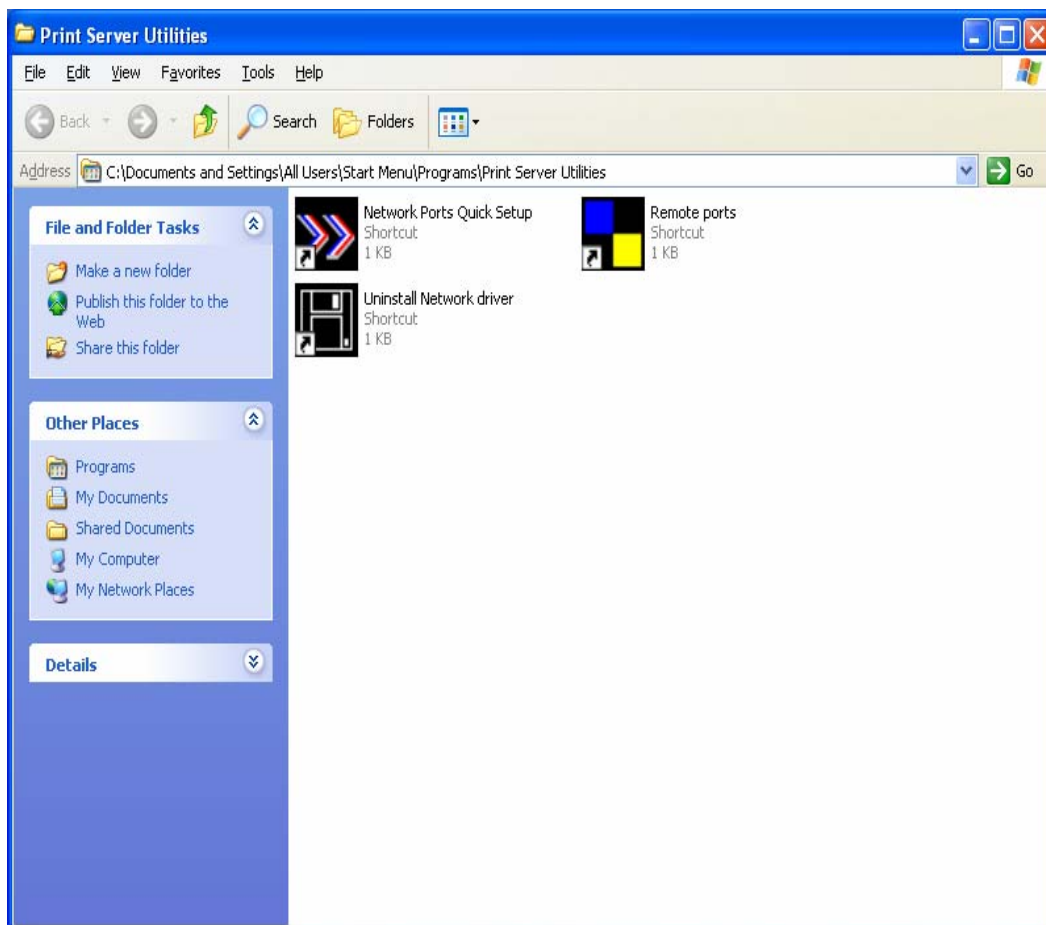 Print Server Utilities
File Edit View Favorites Tools Help
Back Search Folders
Address C:\Documents and Settings\All Users\Start Menu\Programs\Print Server Utilities Go
File and Folder Tasks
Make a new folder
Publish this folder to the
Web
Share this folder
Other Places
Programs
My Documents
Shared Documents
My Computer
My Network Places
Details
Network Ports Quick Setup
Shortcut
1 KB
Remote ports
Shortcut
1 KB
Uninstall Network driver
Shortcut
1 KB